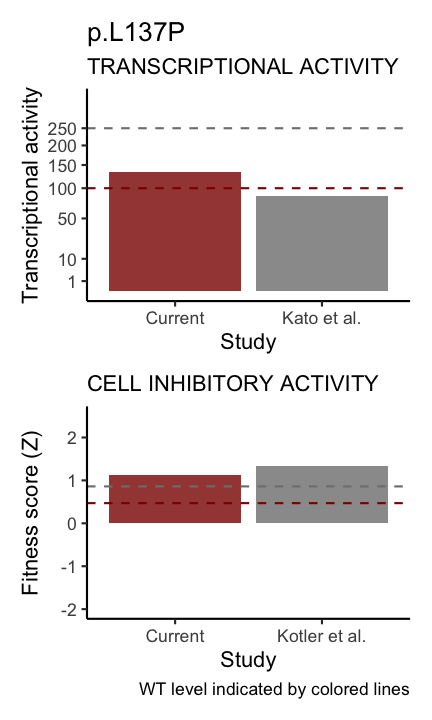 p.L137P
TRANSCRIPTIONAL ACTIVITY
Transcriptional activity
250
200
150
100
50
10
1
Current
Kato et al.
Study
CELL INHIBITORY ACTIVITY
Fitness score (Z)
2
1
0
-1
-2
Current
Kotler et al.
Study
WT level indicated by colored lines